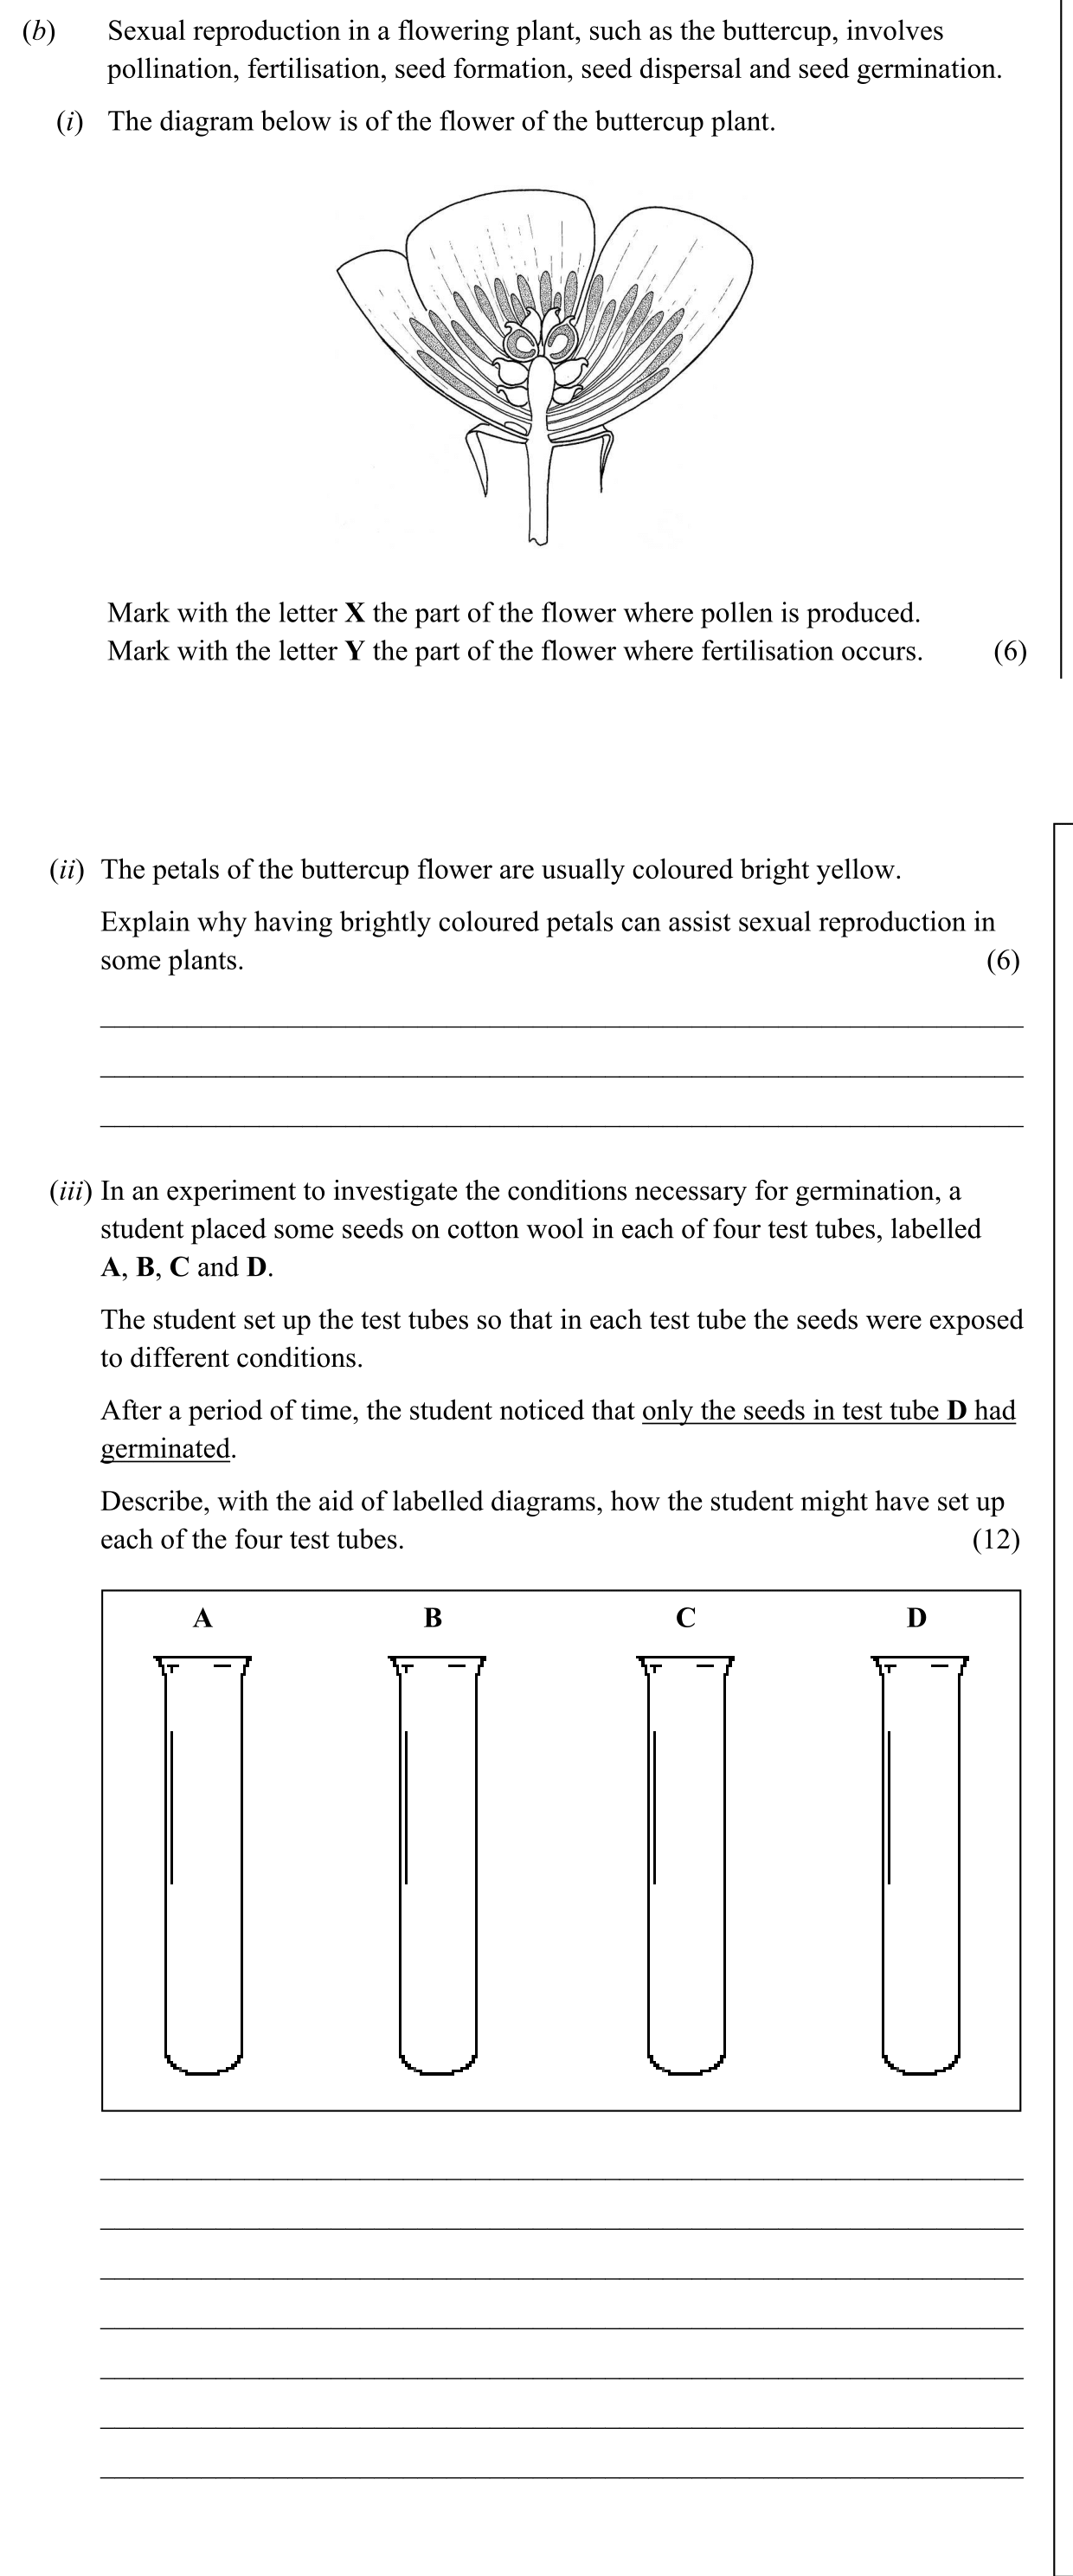 (b) Sexual reproduction in a flowering plant, such as the buttercup, involves
pollination, fertilisation, seed formation, seed dispersal and seed germination.
(i) The diagram below is of the flower of the buttercup plant.
Mark with the letter X the part of the flower where pollen is produced.
Mark with the letter Y the part of the flower where fertilisation occurs. (6)
(ii) The petals of the buttercup flower are usually coloured bright yellow.
Explain why having brightly coloured petals can assist sexual reproduction in
some plants. (6)
(iii) In an experiment to investigate the conditions necessary for germination, a
student placed some seeds on cotton wool in each of four test tubes, labelled
A, B, C and D.
The student set up the test tubes so that in each test tube the seeds were exposed
to different conditions.
After a period of time, the student noticed that only the seeds in test tube D had
germinated.
Describe, with the aid of labelled diagrams, how the student might have set up
each of the four test tubes. (12)
A B C D